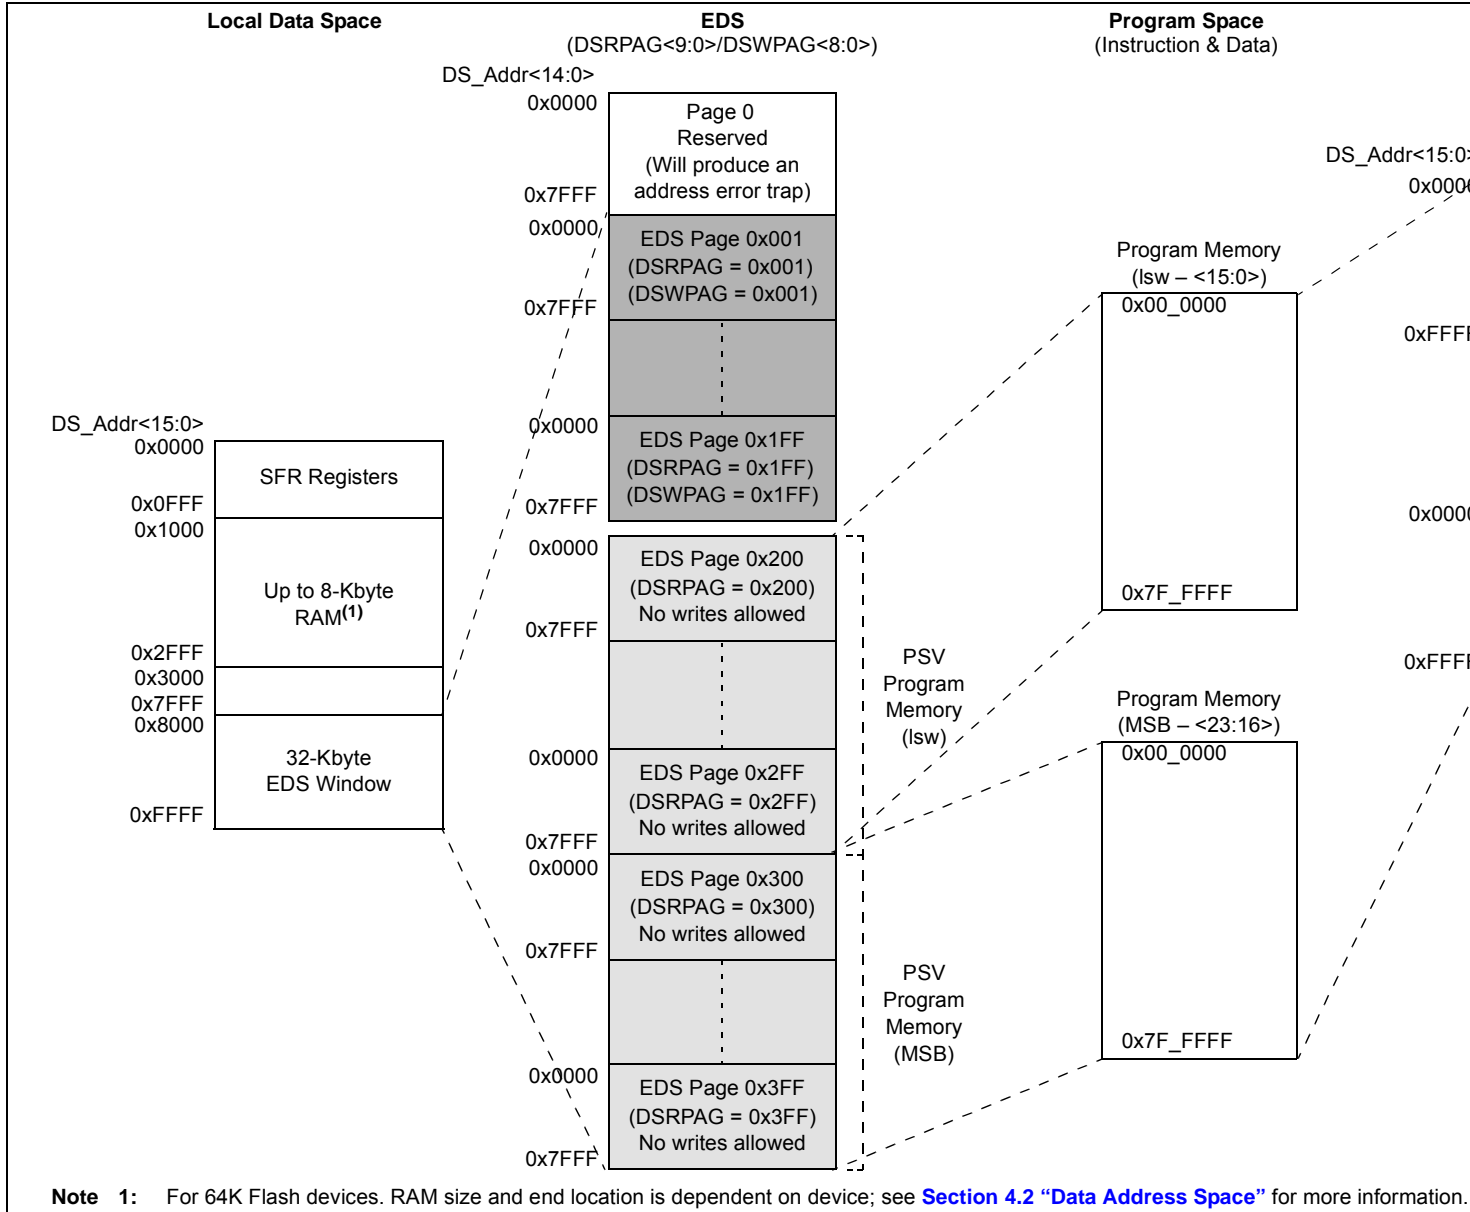 Local Data Space
EDS
(DSRPAG<9:0>/DSWPAG<8:0>)
Program Space
(Instruction & Data)
DS_Addr<14:0>
0x0000
Page 0
Reserved
(Will produce an
address error trap)
0x7FFF
0x0000
EDS Page 0x001
(DSRPAG = 0x001)
(DSWPAG = 0x001)
0x7FFF
0x0000
EDS Page 0x1FF
(DSRPAG = 0x1FF)
(DSWPAG = 0x1FF)
0x7FFF
DS_Addr<15:0>
0x0000
SFR Registers
0x0FFF
0x1000
Up to 8-Kbyte
RAM(1)
0x2FFF
0x3000
0x7FFF
0x8000
32-Kbyte
EDS Window
0xFFFF
0x0000
EDS Page 0x200
(DSRPAG = 0x200)
No writes allowed
0x7FFF
PSV
Program
Memory
(lsw)
0x0000
EDS Page 0x2FF
(DSRPAG = 0x2FF)
No writes allowed
0x7FFF
0x0000
EDS Page 0x300
(DSRPAG = 0x300)
No writes allowed
0x7FFF
PSV
Program
Memory
(MSB)
0x0000
EDS Page 0x3FF
(DSRPAG = 0x3FF)
No writes allowed
0x7FFF
Program Memory
(lsw – <15:0>)
0x00_0000
0x7F_FFFF
Program Memory
(MSB – <23:16>)
0x00_0000
0x7F_FFFF
DS_Addr<15:0>
0x0000
0xFFFF
0x0000
0xFFFF
Note 1: For 64K Flash devices. RAM size and end location is dependent on device; see Section 4.2 “Data Address Space” for more information.